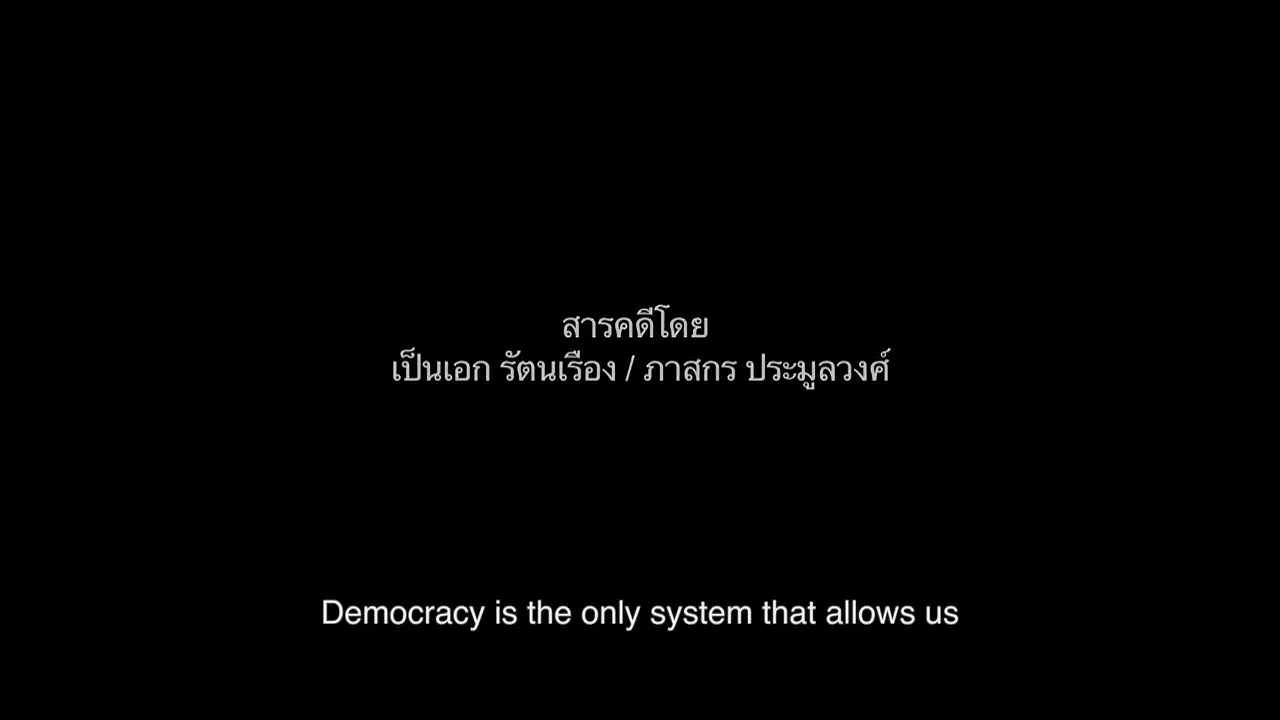 สารคดีโดย
เป็นเอก รัตนเรือง / ภาสกร ประมูลวงศ์
Democracy is the only system that allows us